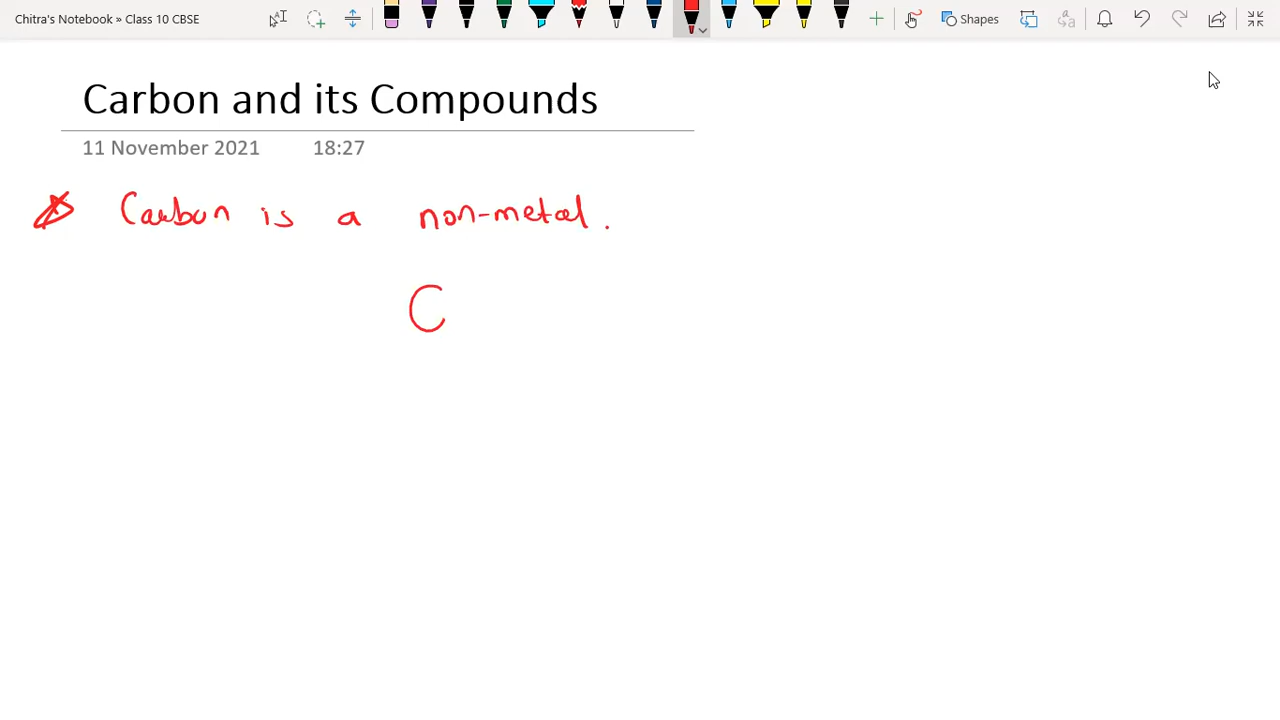 Chitra's Notebook » Class 10 CBSE
Shapes
Carbon and its Compounds
11 November 2021 18:27
Carbon is a non-metal.
C